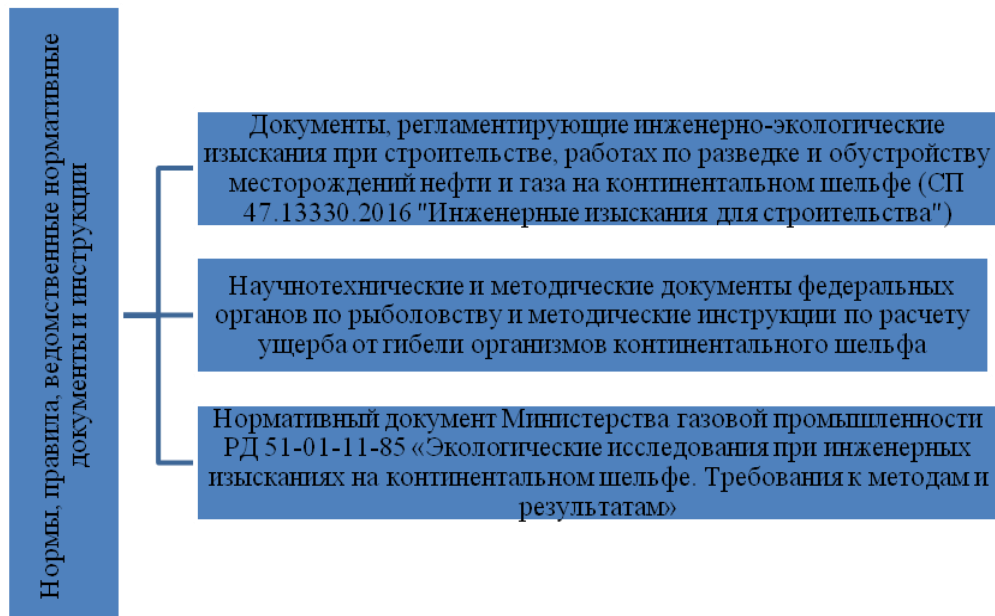 Нормы, правила, ведомственные нормативные
документы и инструкции
Документы, регламентирующие инженерно-экологические
изыскания при строительстве, работах по разведке и обустройству
месторождений нефти и газа на континентальном шельфе (СП
47.13330.2016 "Инженерные изыскания для строительства")
Научнотехнические и методические документы федеральных
органов по рыболовству и методические инструкции по расчету
ущерба от гибели организмов континентального шельфа
Нормативный документ Министерства газовой промышленности
РД 51-01-11-85 «Экологические исследования при инженерных
изысканиях на континентальном шельфе. Требования к методам и
результатам»